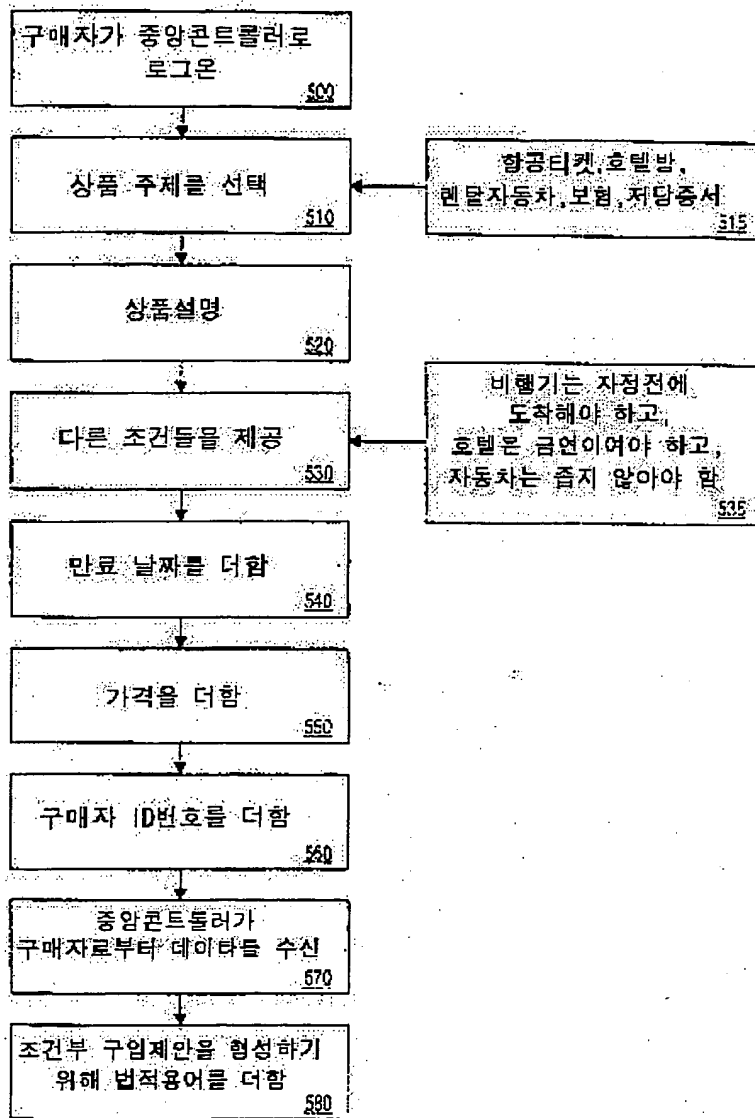 구매자가 중앙콘트롤러로
로그온
500
상품 주제를 선택
510
항공티켓,호텔방,
렌탈자동차,보험,저당증서
515
상품설명
520
다른 조건들을 제공
530
비행기는 자정전에
도착해야 하고,
호텔은 금연이여야 하고,
자동차는 좁지 않아야 함
535
만료 날짜를 더함
540
가격을 더함
550
구매자 ID번호를 더함
560
중앙콘트롤러가
구매자로부터 데이타를 수신
570
조건부 구입제안을 형성하기
위해 법적용어를 더함
580